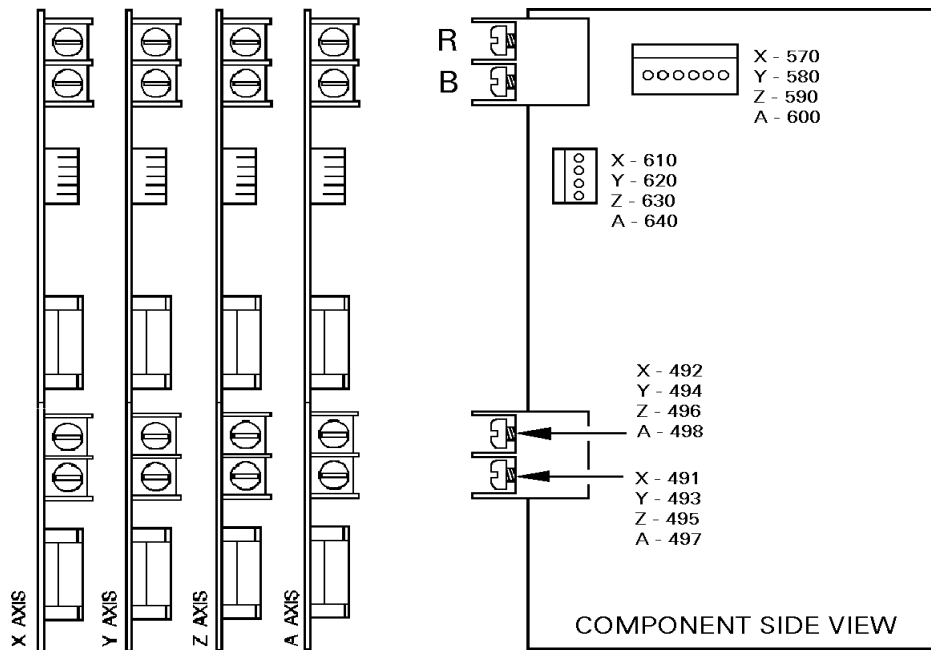 R
B
X - 570
Y - 580
Z - 590
A - 600
X - 610
Y - 620
Z - 630
A - 640
X - 492
Y - 494
Z - 496
A - 498
X - 491
Y - 493
Z - 495
A - 497
X AXIS
Y AXIS
Z AXIS
A AXIS
COMPONENT SIDE VIEW